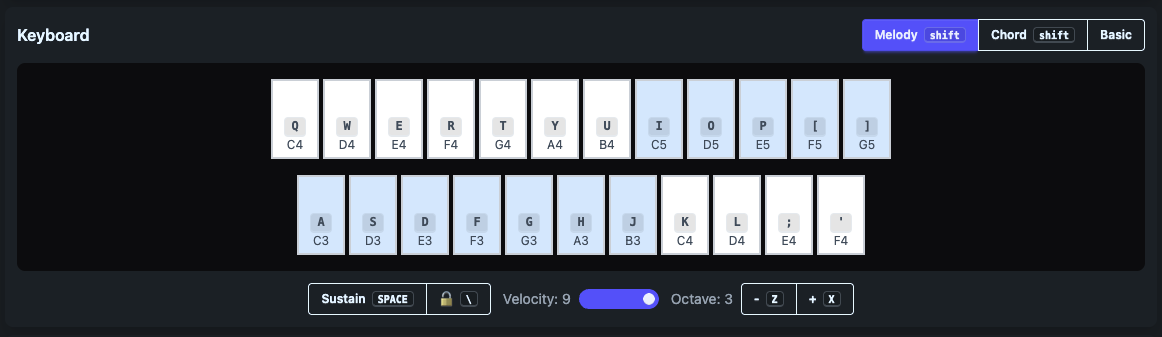 Keyboard
Melody shift Chord shift Basic
Q W E R T Y U I O P [ ]
C4 D4 E4 F4 G4 A4 B4 C5 D5 E5 F5 G5
A S D F G H J K L ; '
C3 D3 E3 F3 G3 A3 B3 C4 D4 E4 F4
Sustain SPACE 🔓 \ Velocity: 9 Octave: 3 - Z + X